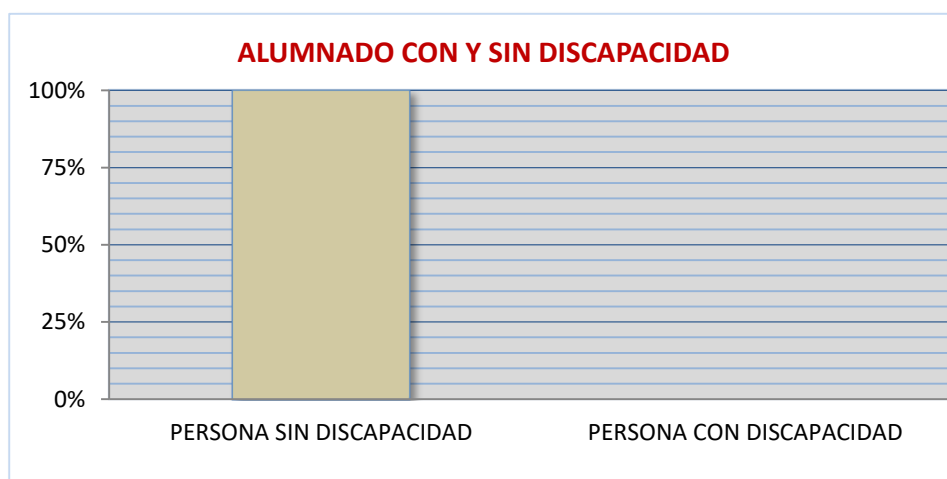 ALUMNADO CON Y SIN DISCAPACIDAD
100%
75%
50%
25%
0%
PERSONA SIN DISCAPACIDAD
PERSONA CON DISCAPACIDAD